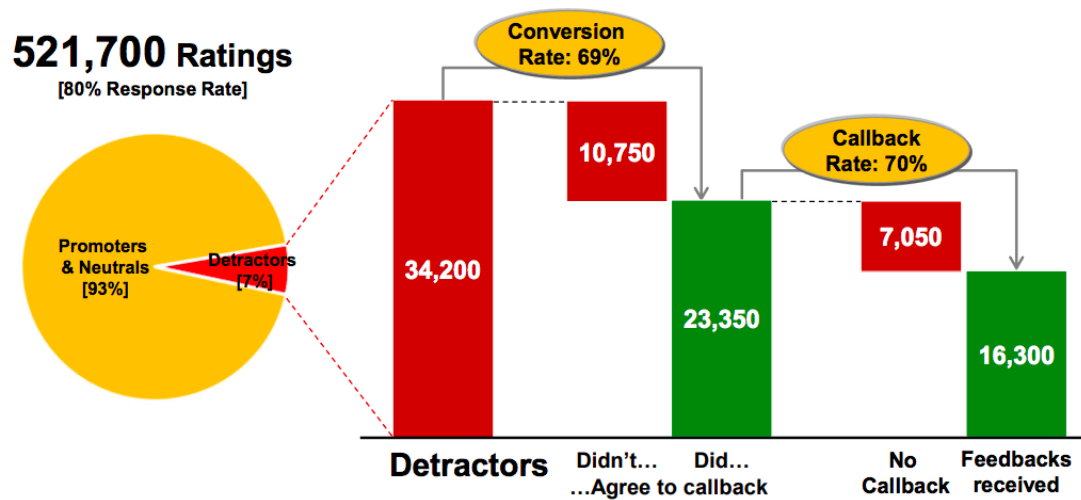 521,700 Ratings
[80% Response Rate]
Promoters
& Neutrals
[93%]
Detractors
[7%]
Conversion
Rate: 69%
Callback
Rate: 70%
34,200
10,750
23,350
7,050
16,300
Detractors
Didn't…
Did…
…Agree to callback
No
Callback
Feedbacks
received